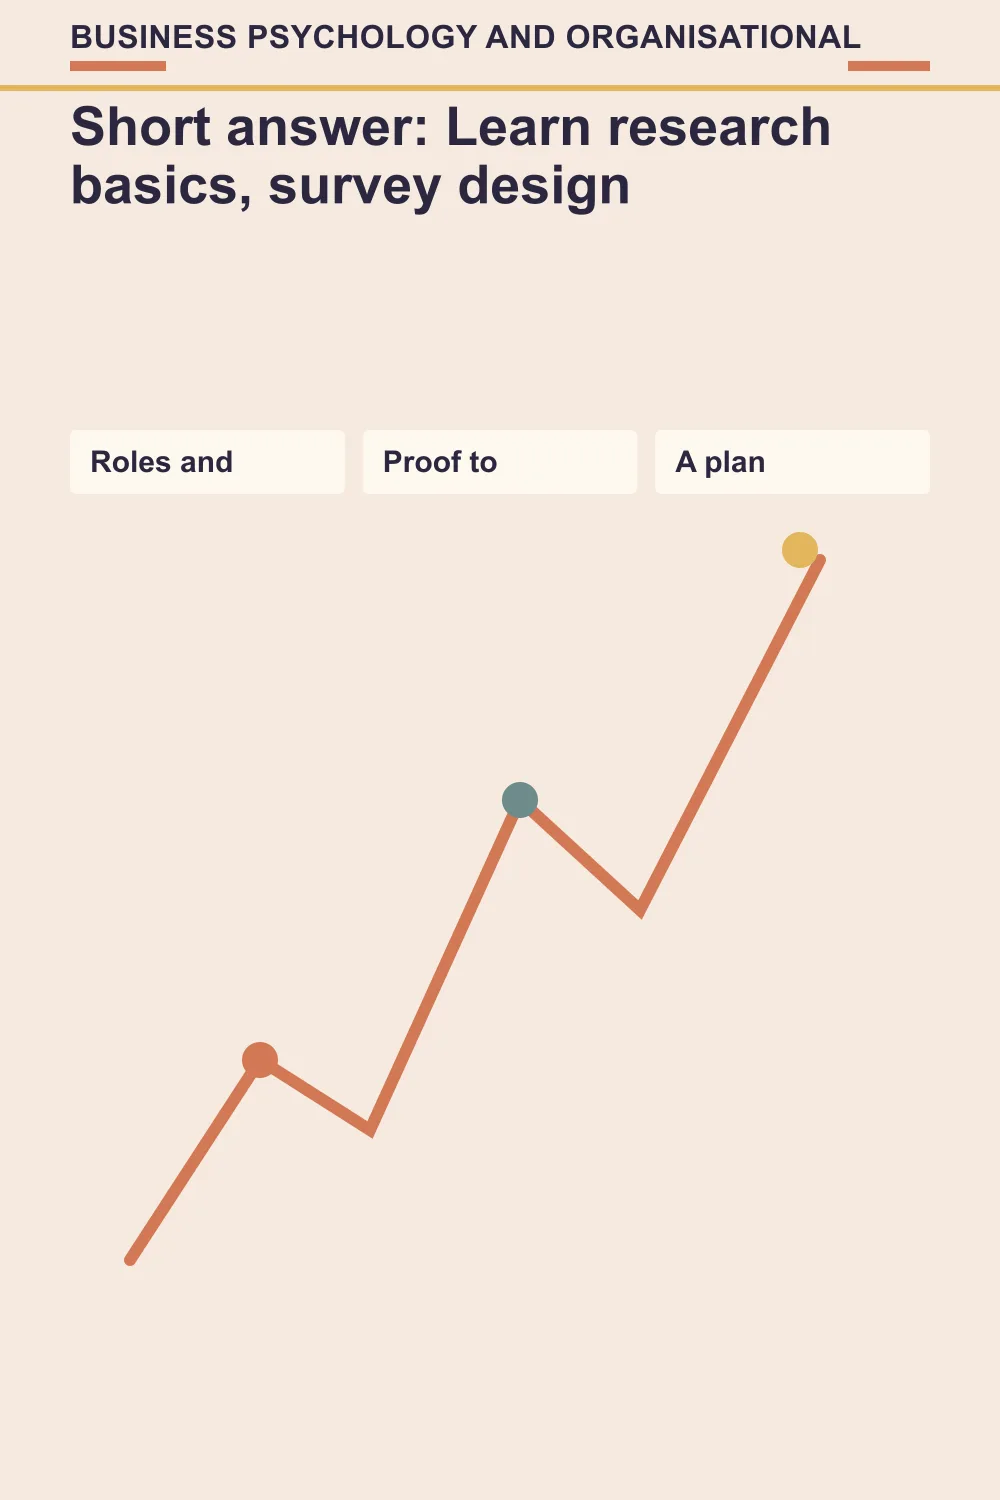 BUSINESS PSYCHOLOGY AND ORGANISATIONAL
Short answer: Learn research
basics, survey design
Roles and
Proof to
A plan